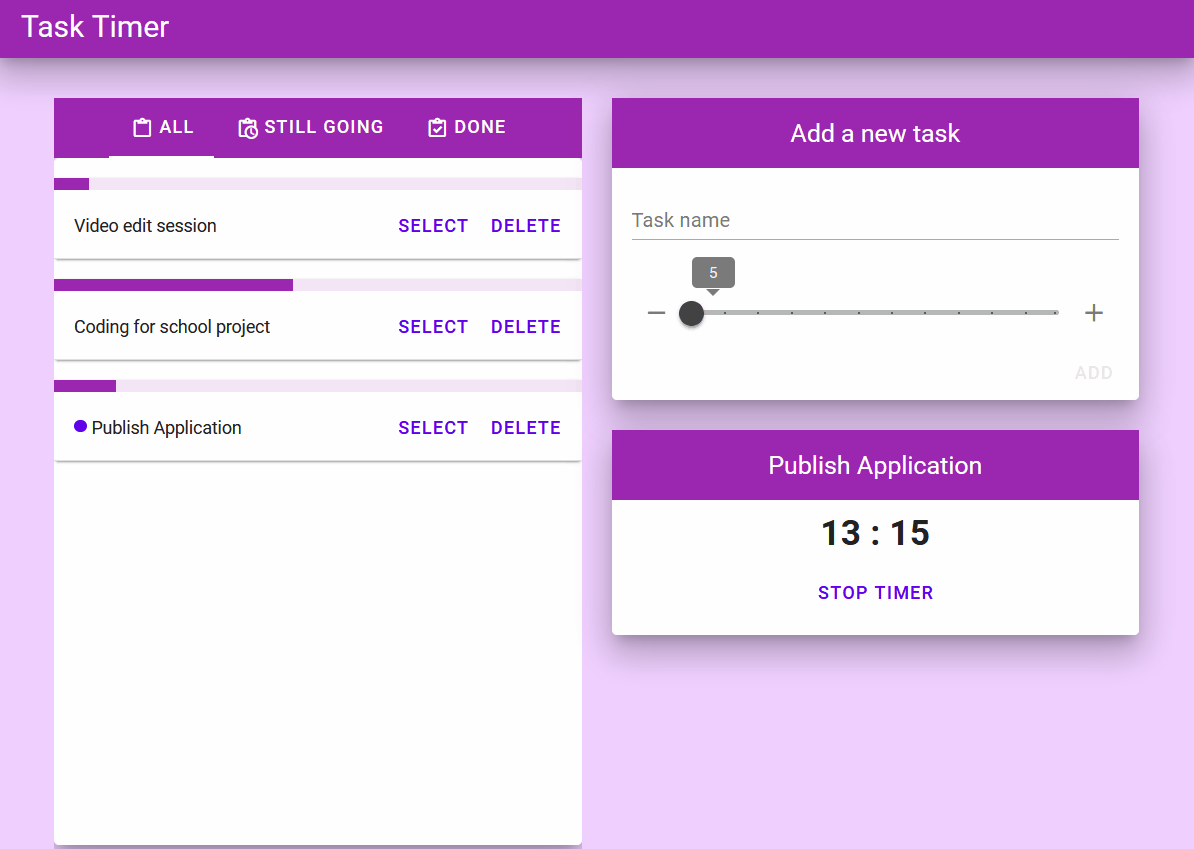 Task Timer
ALL STILL GOING DONE
Video edit session SELECT DELETE
Coding for school project SELECT DELETE
Publish Application SELECT DELETE
Add a new task
Task name
5
ADD
Publish Application
13 : 15
STOP TIMER